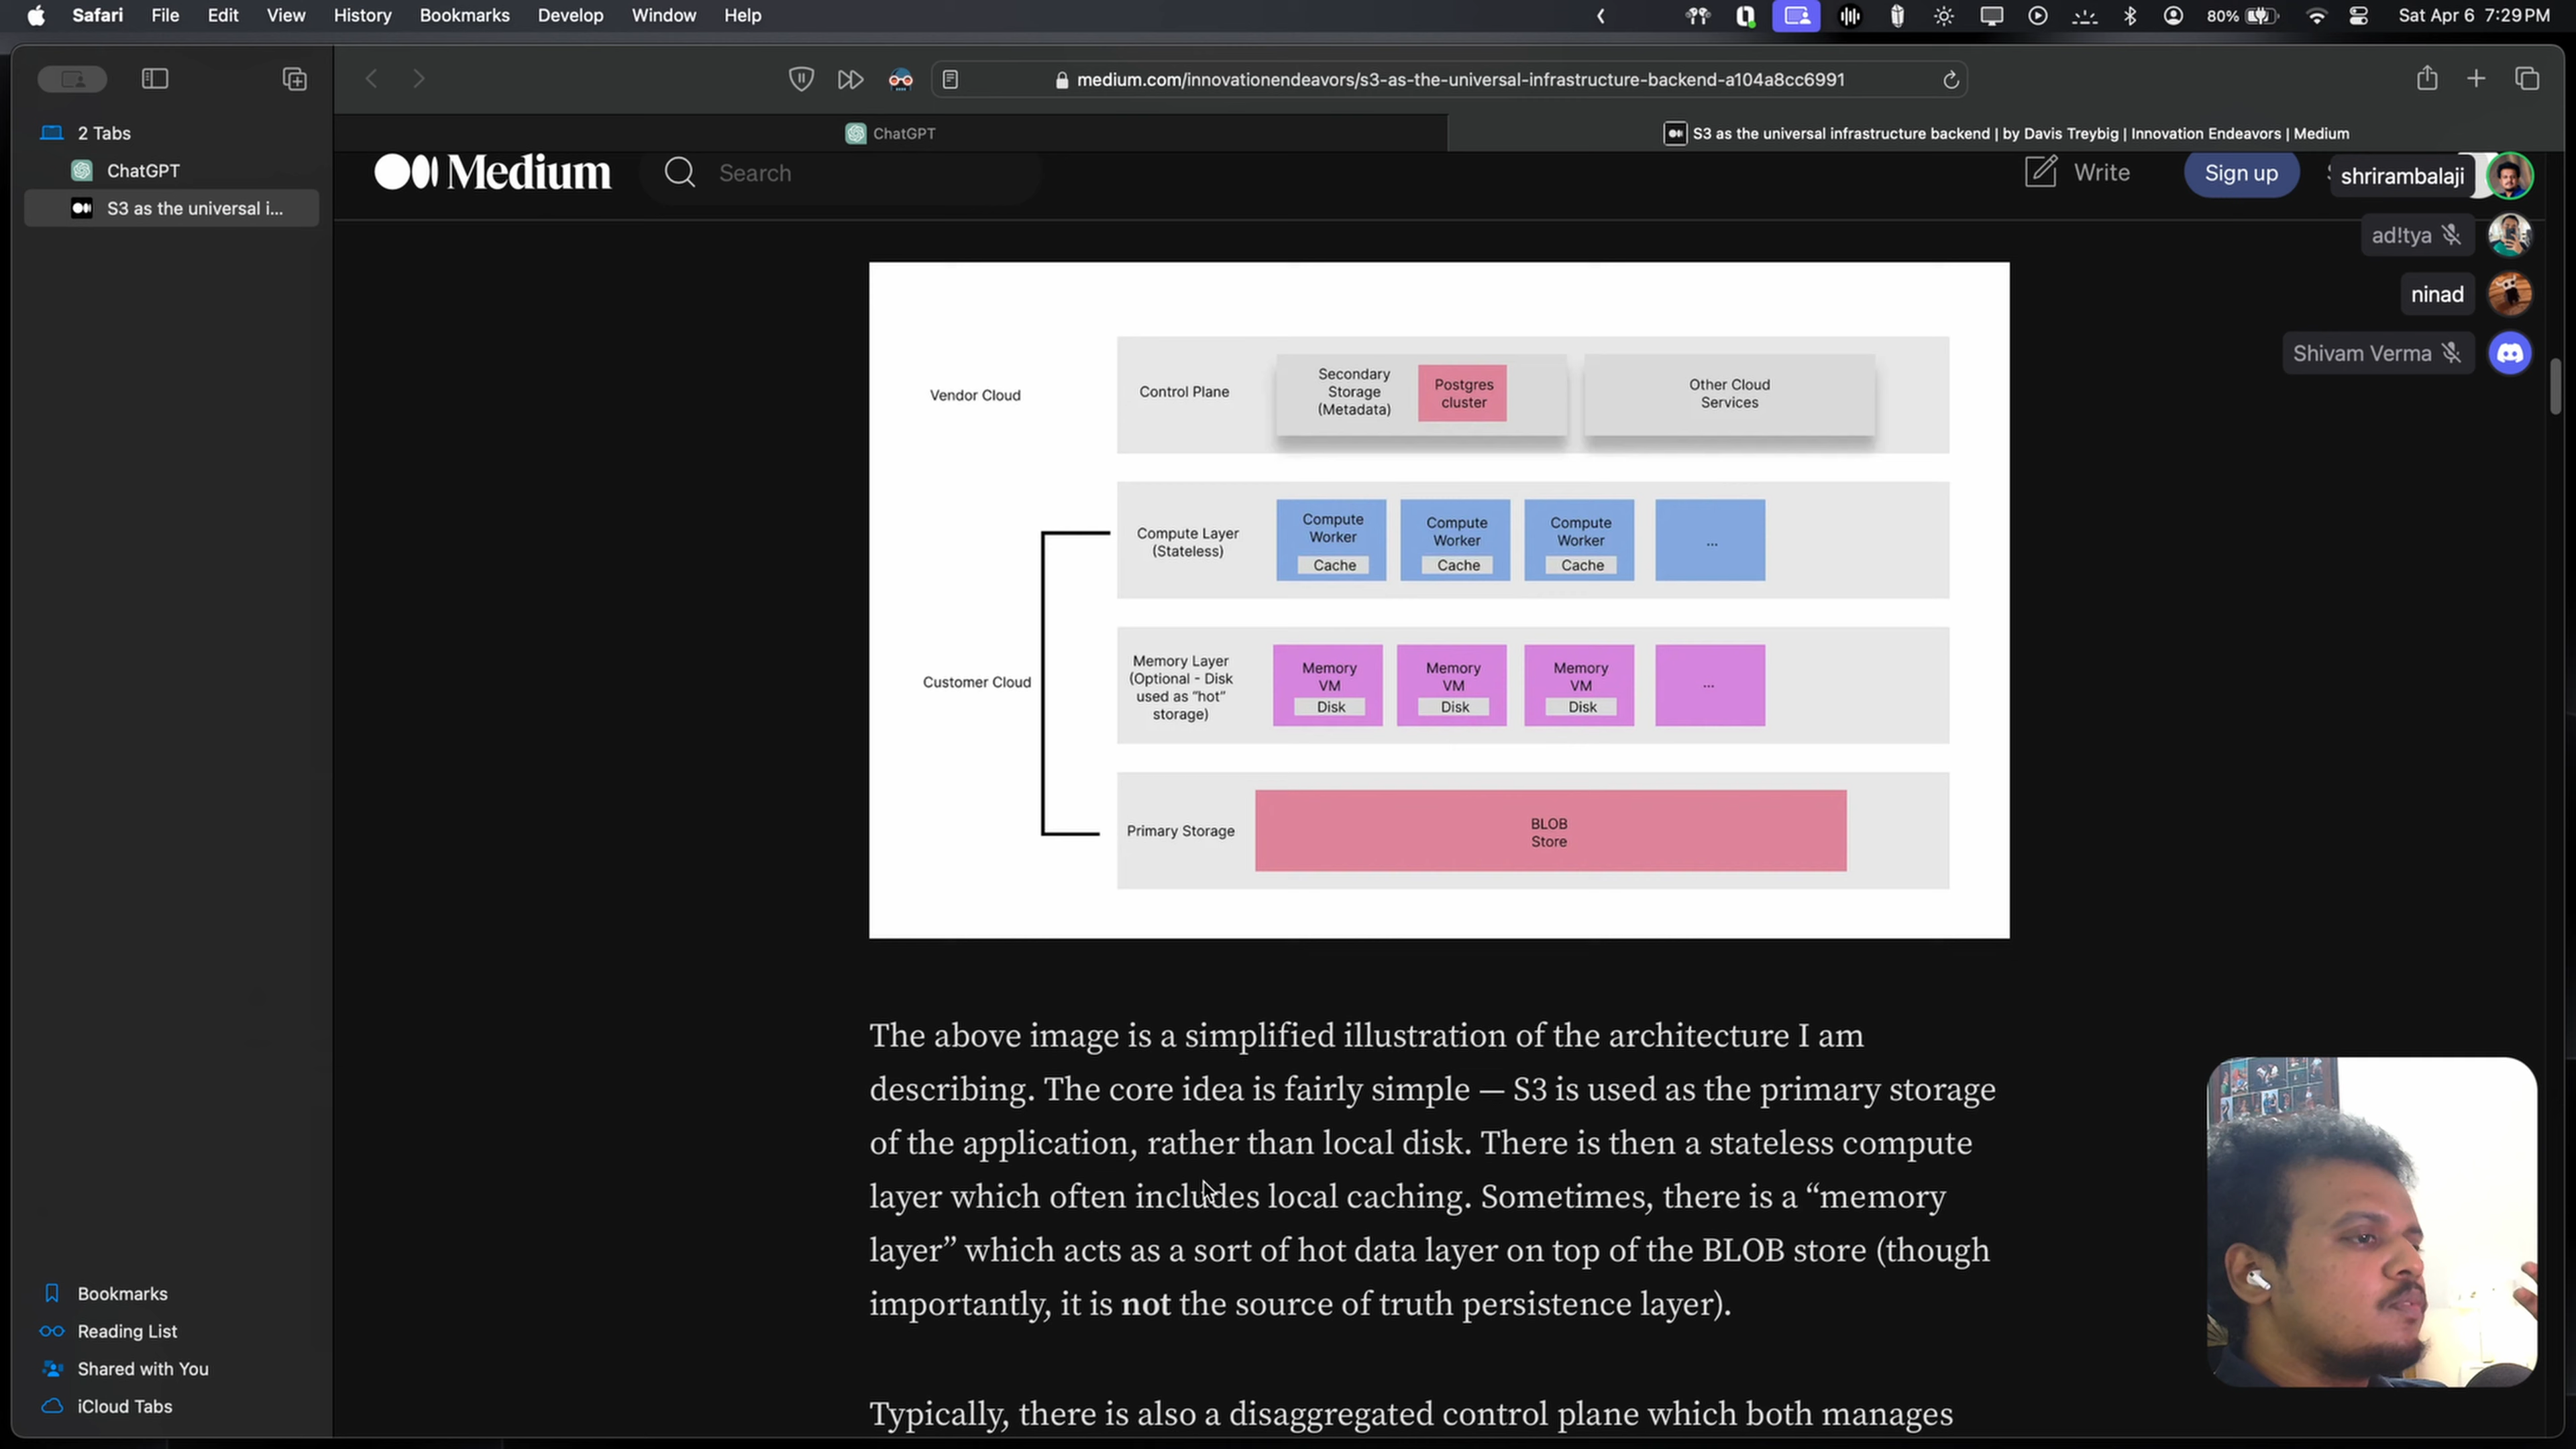 Safari File Edit View History Bookmarks Develop Window Help
80% Sat Apr 6 7:29 PM
medium.com/innovationendeavors/s3-as-the-universal-infrastructure-backend-a104a8cc6991
2 Tabs
ChatGPT
S3 as the universal i...
ChatGPT
S3 as the universal infrastructure backend | by Davis Treybig | Innovation Endeavors | Medium
Medium Search Write Sign up
shrirambalaji
ad!tya
ninad
Shivam Verma
Vendor Cloud
Control Plane
Secondary
Storage
(Metadata)
Postgres
cluster
Other Cloud
Services
Customer Cloud
Compute Layer
(Stateless)
Compute
Worker
Cache
Compute
Worker
Cache
Compute
Worker
Cache
...
Memory Layer
(Optional - Disk
used as “hot”
storage)
Memory
VM
Disk
Memory
VM
Disk
Memory
VM
Disk
...
Primary Storage
BLOB
Store
The above image is a simplified illustration of the architecture I am
describing. The core idea is fairly simple — S3 is used as the primary storage
of the application, rather than local disk. There is then a stateless compute
layer which often includes local caching. Sometimes, there is a “memory
layer” which acts as a sort of hot data layer on top of the BLOB store (though
importantly, it is not the source of truth persistence layer).
Typically, there is also a disaggregated control plane which both manages
Bookmarks
Reading List
Shared with You
iCloud Tabs